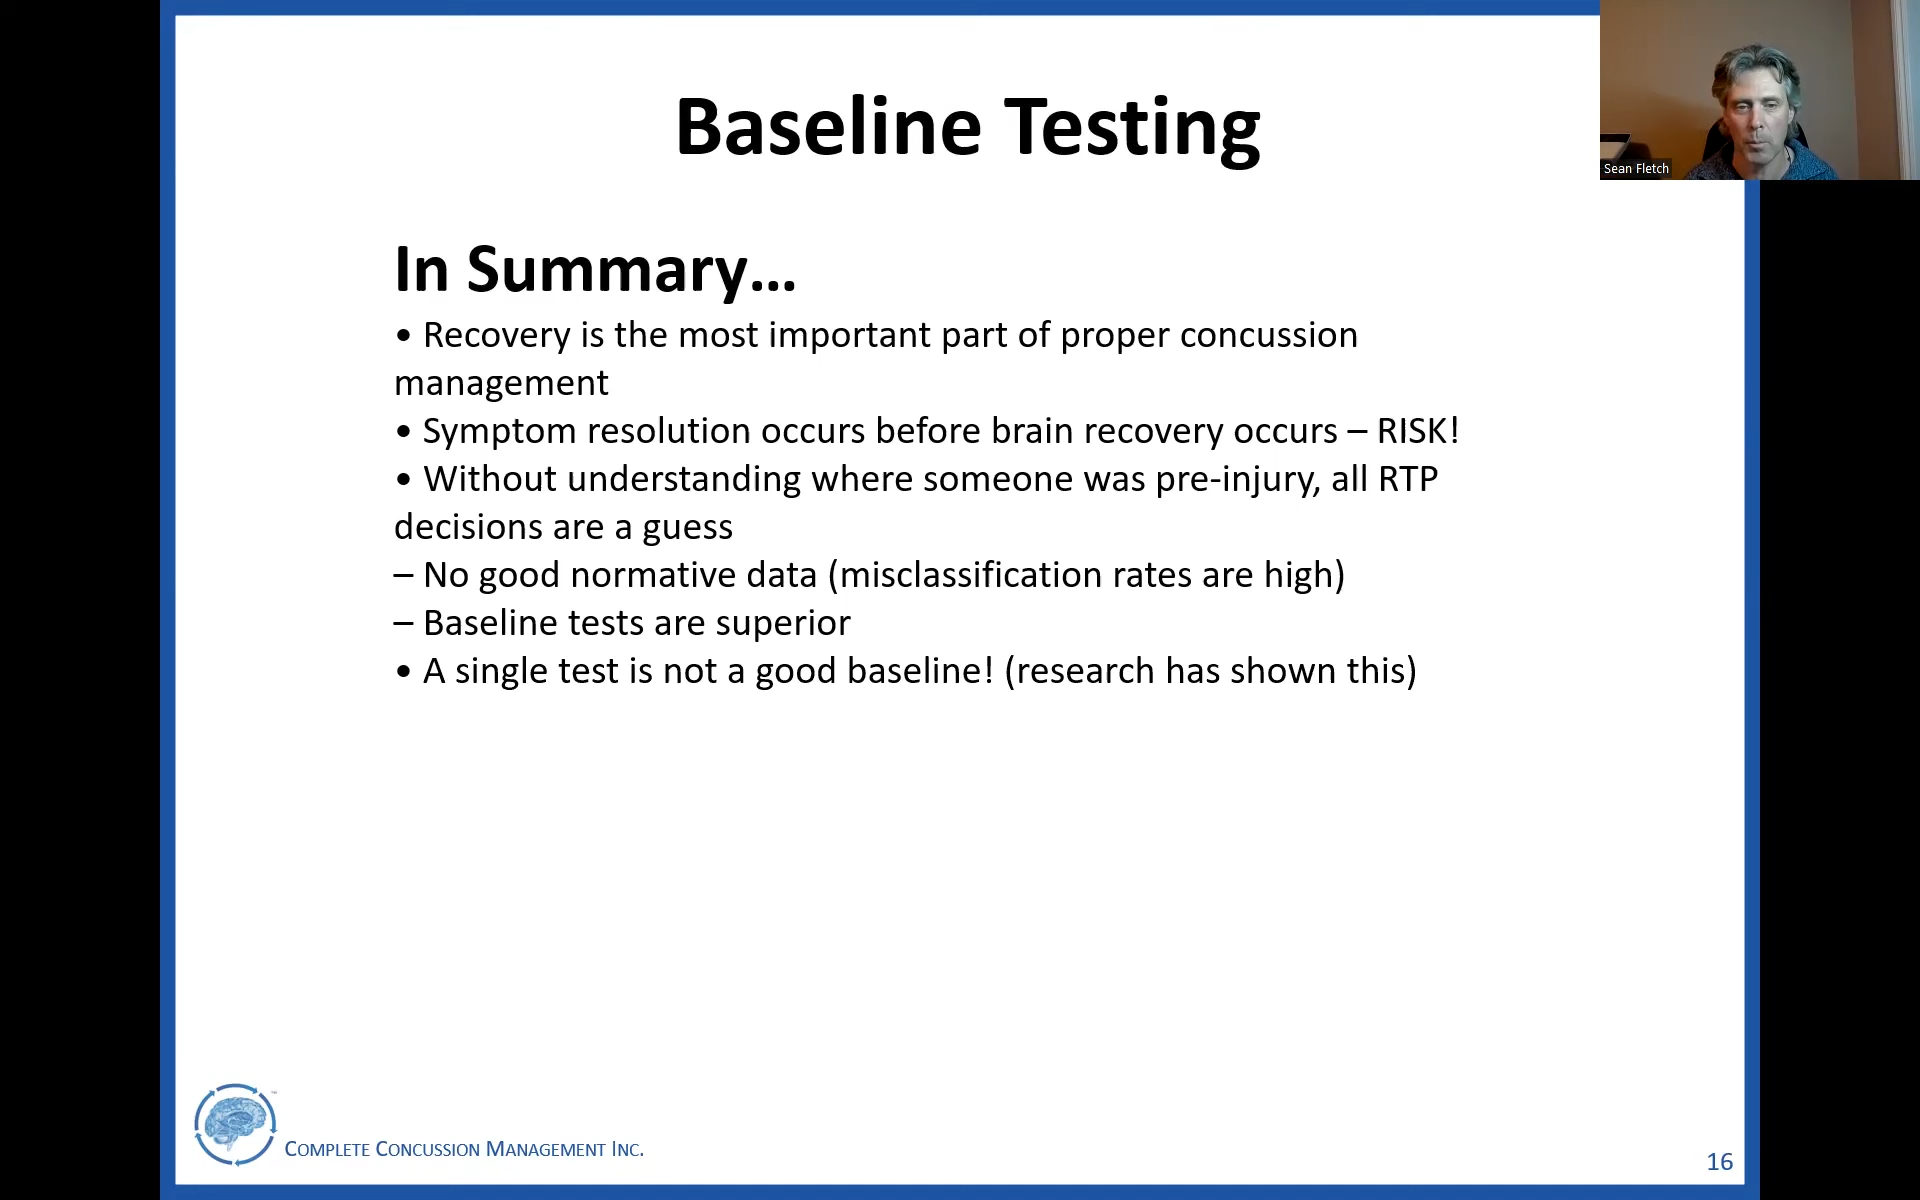 Baseline Testing
Sean Fletch
In Summary...
• Recovery is the most important part of proper concussion
management
• Symptom resolution occurs before brain recovery occurs – RISK!
• Without understanding where someone was pre-injury, all RTP
decisions are a guess
– No good normative data (misclassification rates are high)
– Baseline tests are superior
• A single test is not a good baseline! (research has shown this)
COMPLETE CONCUSSION MANAGEMENT INC.
16